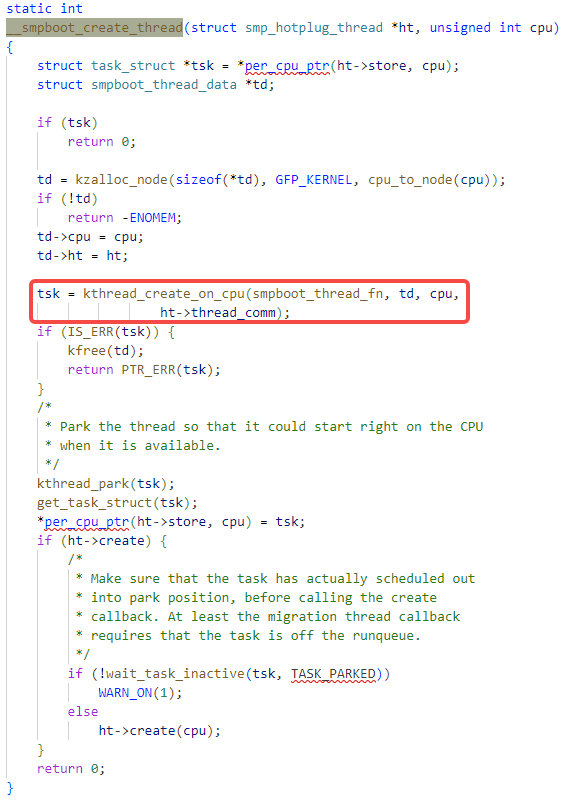 static int
__smpboot_create_thread(struct smp_hotplug_thread *ht, unsigned int cpu)
{
    struct task_struct *tsk = *per_cpu_ptr(ht->store, cpu);
    struct smpboot_thread_data *td;

    if (tsk)
        return 0;

    td = kzalloc_node(sizeof(*td), GFP_KERNEL, cpu_to_node(cpu));
    if (!td)
        return -ENOMEM;
    td->cpu = cpu;
    td->ht = ht;

    tsk = kthread_create_on_cpu(smpboot_thread_fn, td, cpu,
                    ht->thread_comm);
    if (IS_ERR(tsk)) {
        kfree(td);
        return PTR_ERR(tsk);
    }
    /*
     * Park the thread so that it could start right on the CPU
     * when it is available.
     */
    kthread_park(tsk);
    get_task_struct(tsk);
    *per_cpu_ptr(ht->store, cpu) = tsk;
    if (ht->create) {
        /*
         * Make sure that the task has actually scheduled out
         * into park position, before calling the create
         * callback. At least the migration thread callback
         * requires that the task is off the runqueue.
         */
        if (!wait_task_inactive(tsk, TASK_PARKED))
            WARN_ON(1);
        else
            ht->create(cpu);
    }
    return 0;
}